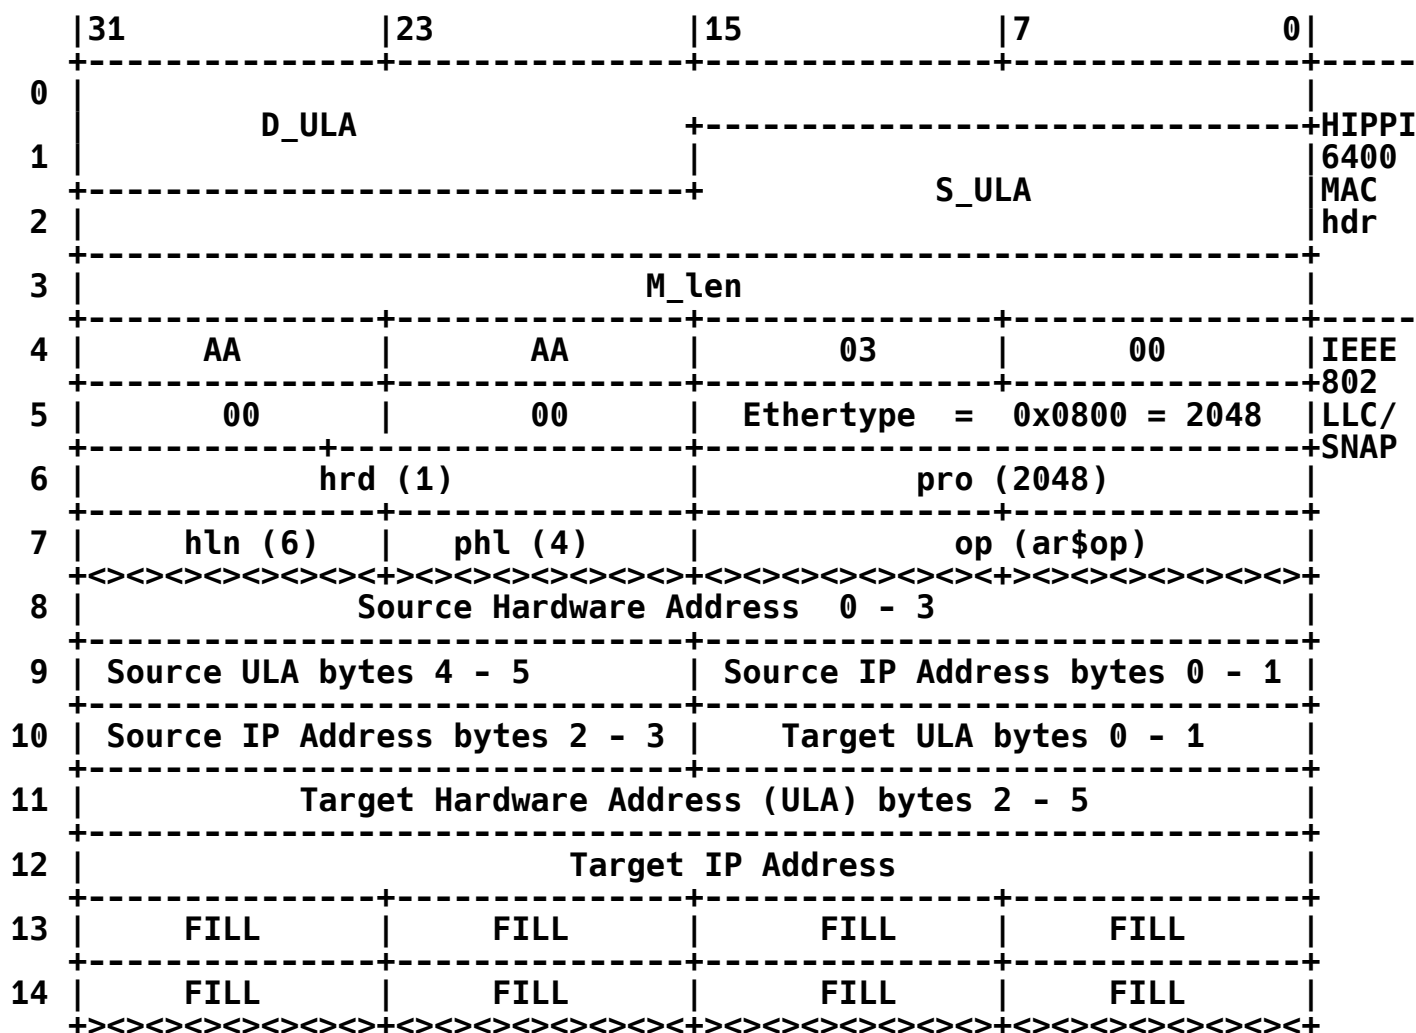 |31             |23             |15             |7             0|
+---------------+---------------+---------------+---------------+-----
0 |                                                               |
|         D_ULA                 +-------------------------------+HIPPI
1 |                               |                               |6400
+-------------------------------+            S_ULA              |MAC
2 |                                                               |hdr
+---------------------------------------------------------------+
3 |                             M_len                             |
+---------------+---------------+---------------+---------------+-----
4 |      AA       |       AA      |       03      |      00       |IEEE
+---------------+---------------+---------------+---------------+802
5 |       00      |       00      |  Ethertype  =  0x0800 = 2048  |LLC/
+------------+------------------+-------------------------------+SNAP
6 |            hrd (1)            |           pro (2048)          |
+---------------+---------------+---------------+---------------+
7 |     hln (6)   |   phl (4)     |             op (ar$op)        |
+<><><><><><><><+><><><><><><><>+<><><><><><><><+><><><><><><><>+
8 |              Source Hardware Address  0 - 3                   |
+-------------------------------+-------------------------------+
9 | Source ULA bytes 4 - 5        | Source IP Address bytes 0 - 1 |
+-------------------------------+-------------------------------+
10 | Source IP Address bytes 2 - 3 |    Target ULA bytes 0 - 1     |
+-------------------------------+-------------------------------+
11 |           Target Hardware Address (ULA) bytes 2 - 5           |
+---------------------------------------------------------------+
12 |                         Target IP Address                     |
+---------------+---------------+---------------+---------------+
13 |     FILL      |     FILL      |      FILL     |     FILL      |
+---------------+---------------+---------------+---------------+
14 |     FILL      |     FILL      |      FILL     |     FILL      |
+><><><><><><><>+<><><><><><><><+><><><><><><><>+<><><><><><><><+